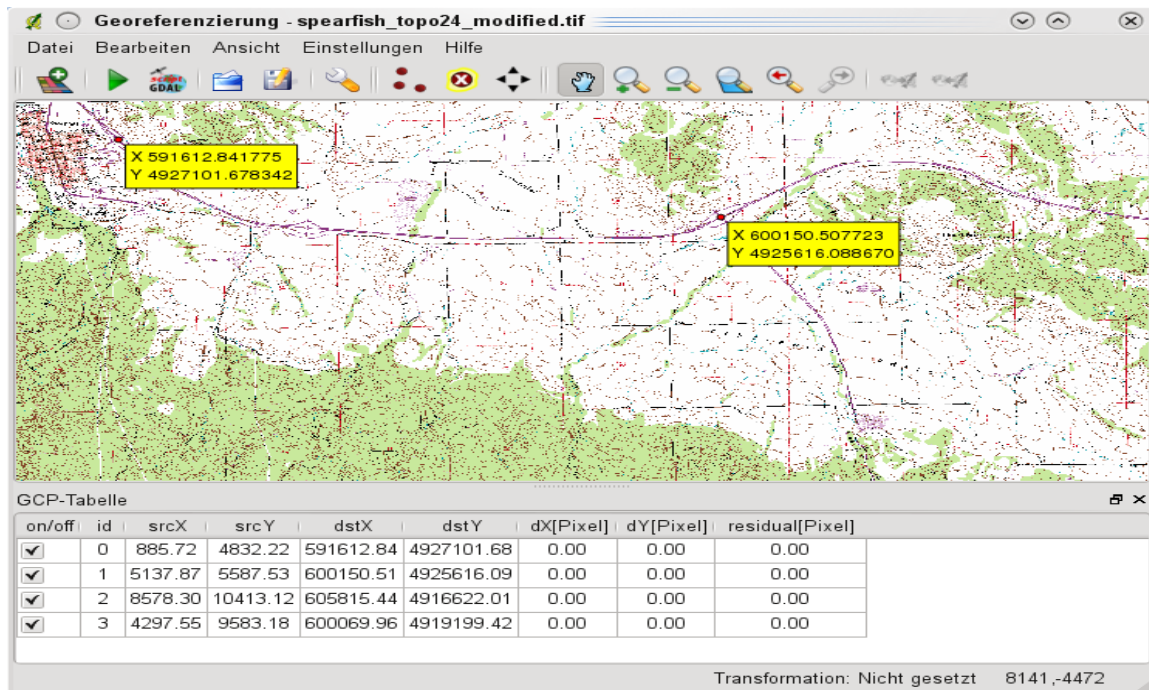 Georeferenzierung - spearfish_topo24_modified.tif
Datei Bearbeiten Ansicht Einstellungen Hilfe
script
GDAL
X 591612.841775
Y 4927101.678342
X 600150.507723
Y 4925616.088670
GCP-Tabelle
on/off id srcX srcY dstX dstY dX[Pixel] dY[Pixel] residual[Pixel]
0 885.72 4832.22 591612.84 4927101.68 0.00 0.00 0.00
1 5137.87 5587.53 600150.51 4925616.09 0.00 0.00 0.00
2 8578.30 10413.12 605815.44 4916622.01 0.00 0.00 0.00
3 4297.55 9583.18 600069.96 4919199.42 0.00 0.00 0.00
Transformation: Nicht gesetzt 8141,-4472